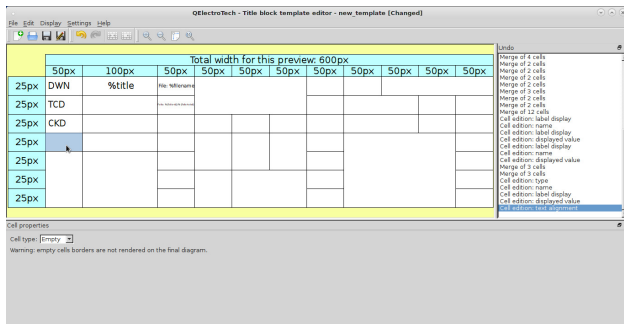 QElectroTech - Title block template editor - new_template [Changed]
File Edit Display Settings Help
Total width for this preview: 600px
50px 100px 50px 50px 50px 50px 50px 50px 50px 50px 50px
25px DWN %title File: %filename
25px TCD
25px CKD
25px
25px
25px
25px
Undo
Merge of 4 cells
Merge of 2 cells
Merge of 2 cells
Merge of 2 cells
Merge of 3 cells
Merge of 2 cells
Merge of 2 cells
Merge of 12 cells
Cell edition: label display
Cell edition: name
Cell edition: label display
Cell edition: displayed value
Cell edition: label display
Cell edition: name
Cell edition: displayed value
Merge of 3 cells
Merge of 3 cells
Cell edition: type
Cell edition: name
Cell edition: label display
Cell edition: displayed value
Cell edition: text alignment
Cell properties
Cell type: Empty
Warning: empty cells borders are not rendered on the final diagram.